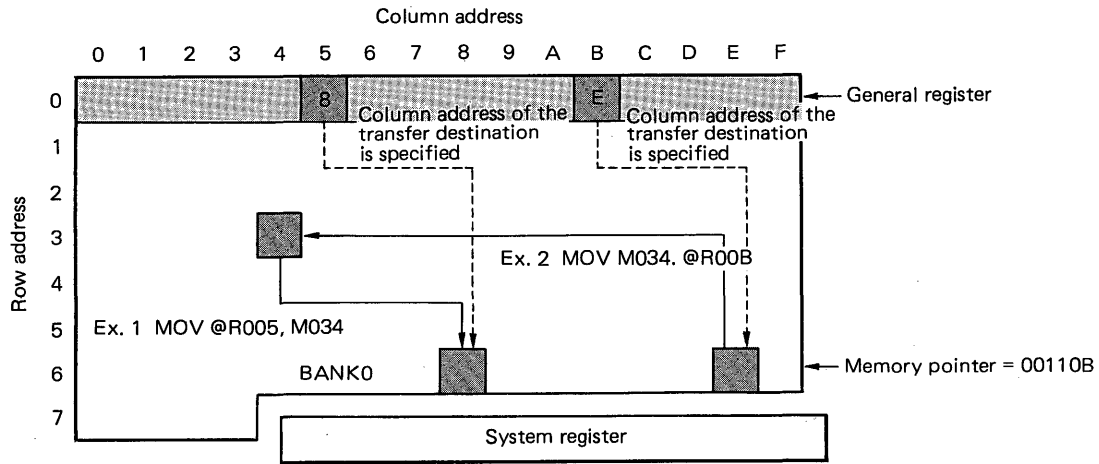 Column address
0 1 2 3 4 5 6 7 8 9 A B C D E F
0 8 E General register
Column address of the
transfer destination
is specified
Column address of the
transfer destination
is specified
1
2
3
4
5
6
7
Row address
Ex. 2 MOV M034. @R00B
Ex. 1 MOV @R005, M034
BANK0
Memory pointer = 00110B
System register